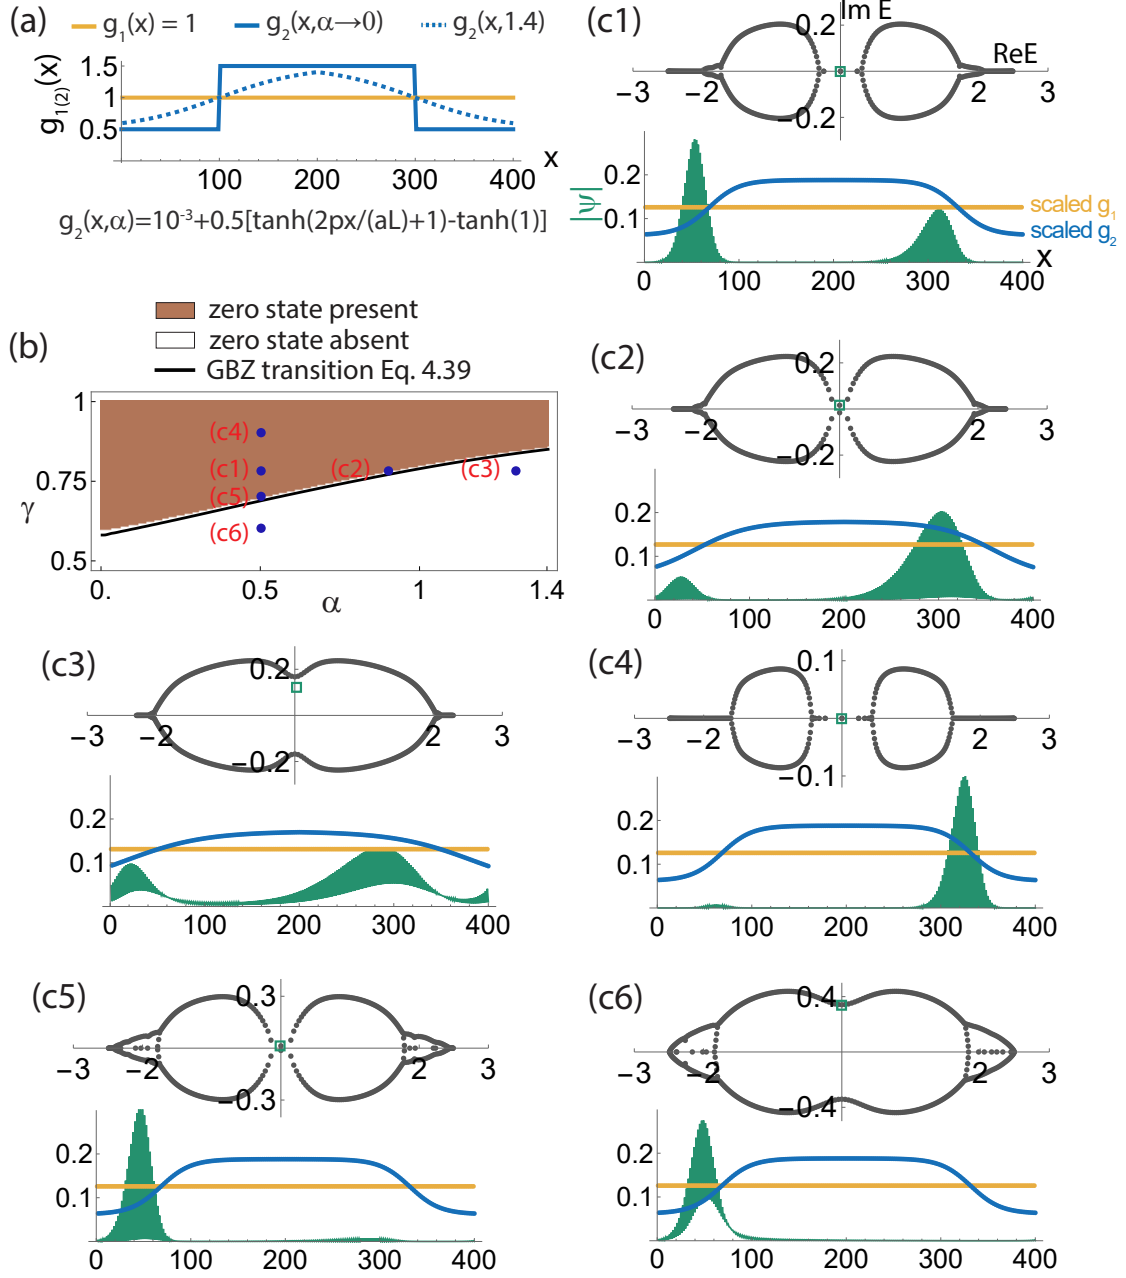 (a)
g1(x) = 1 g2(x,α→0) g2(x,1.4)
g1(2)(x)
1.5
1
0.5
100 200 300 400 x
g2(x,α)=10^-3+0.5[tanh(2px/(aL)+1)-tanh(1)]
(b)
zero state present
zero state absent
GBZ transition Eq. 4.39
1
0.75
0.5
γ
(c4)
(c1)
(c2)
(c3)
(c5)
(c6)
0. 0.5 1 1.4
α
(c1)
Im E
ReE
0.2
-0.2
−3 −2 2 3
|ψ|
0.2
0.1
scaled g1
scaled g2
x
0 100 200 300 400
(c2)
0.2
−0.2
−3 −2 2 3
0.2
0.1
0 100 200 300 400
(c3)
0.2
−0.2
−3 −2 2 3
0.2
0.1
0 100 200 300 400
(c4)
0.1
−0.1
−3 −2 2 3
0.2
0.1
0 100 200 300 400
(c5)
0.3
−0.3
−3 −2 2 3
0.2
0.1
0 100 200 300 400
(c6)
0.4
−0.4
−3 −2 2 3
0.2
0.1
0 100 200 300 400